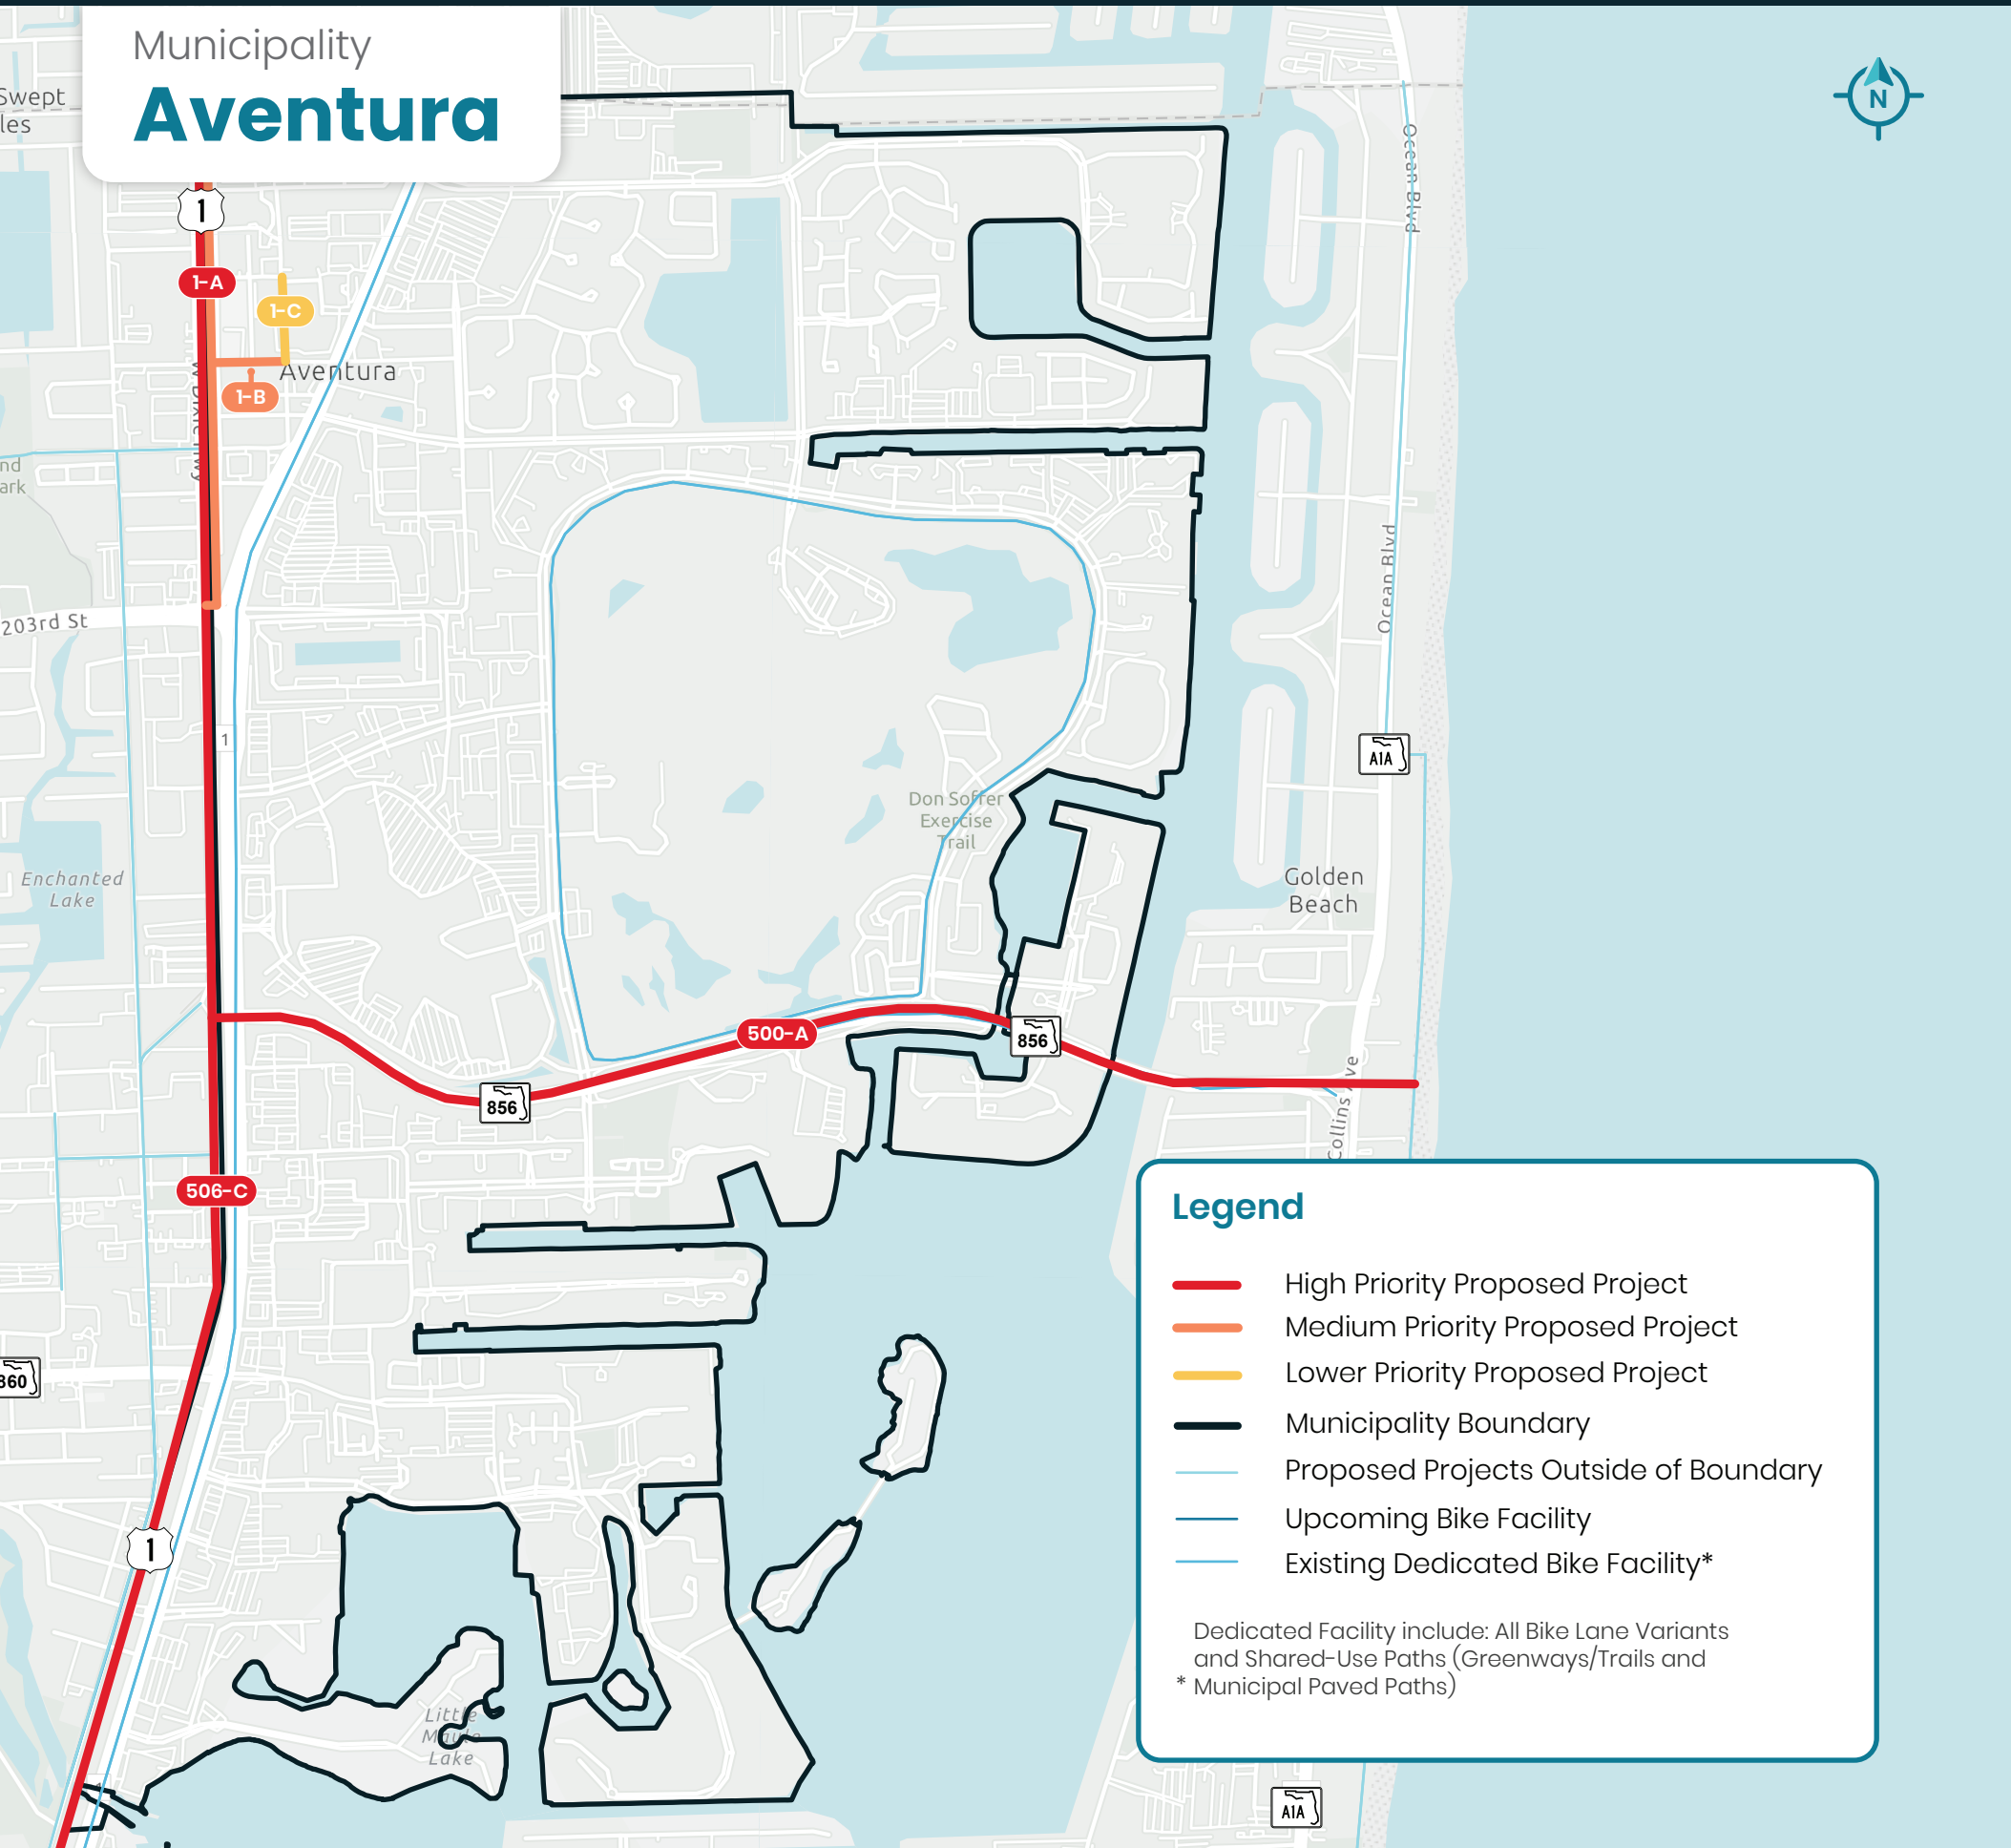 Municipality
Aventura
Swept
les
N
Ocean Blvd
1
1-A
1-C
Aventura
1-B
W Dixie Hwy
nd
ark
Ocean Blvd
203rd St
1
A1A
Don Soffer
Exercise
Trail
Enchanted
Lake
Golden
Beach
500-A
856
856
Collins Ave
506-C
860
1
Little
Maule
Lake
1
A1A
Legend
High Priority Proposed Project
Medium Priority Proposed Project
Lower Priority Proposed Project
Municipality Boundary
Proposed Projects Outside of Boundary
Upcoming Bike Facility
Existing Dedicated Bike Facility*
Dedicated Facility include: All Bike Lane Variants
and Shared-Use Paths (Greenways/Trails and
* Municipal Paved Paths)